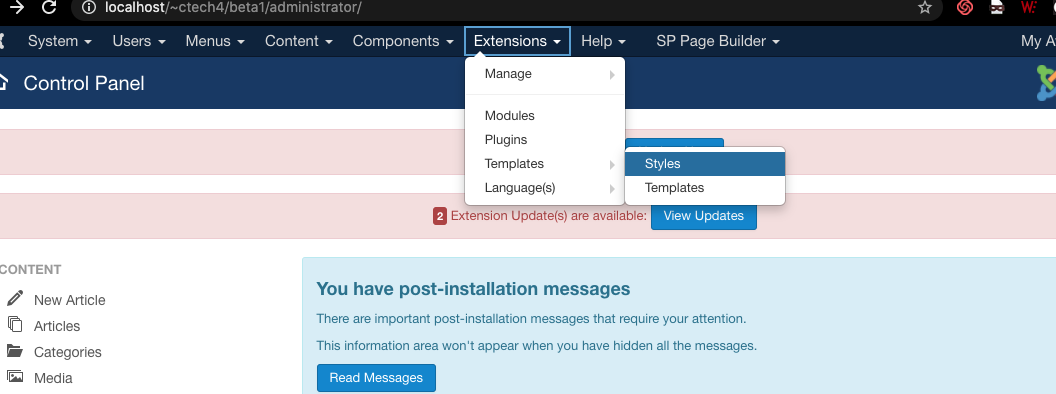 localhost/~ctech4/beta1/administrator/
System Users Menus Content Components Extensions Help SP Page Builder My A
Control Panel
Manage
Modules
Plugins
Templates
Language(s)
Styles
Templates
2 Extension Update(s) are available: View Updates
CONTENT
New Article
Articles
Categories
Media
You have post-installation messages
There are important post-installation messages that require your attention.
This information area won't appear when you have hidden all the messages.
Read Messages